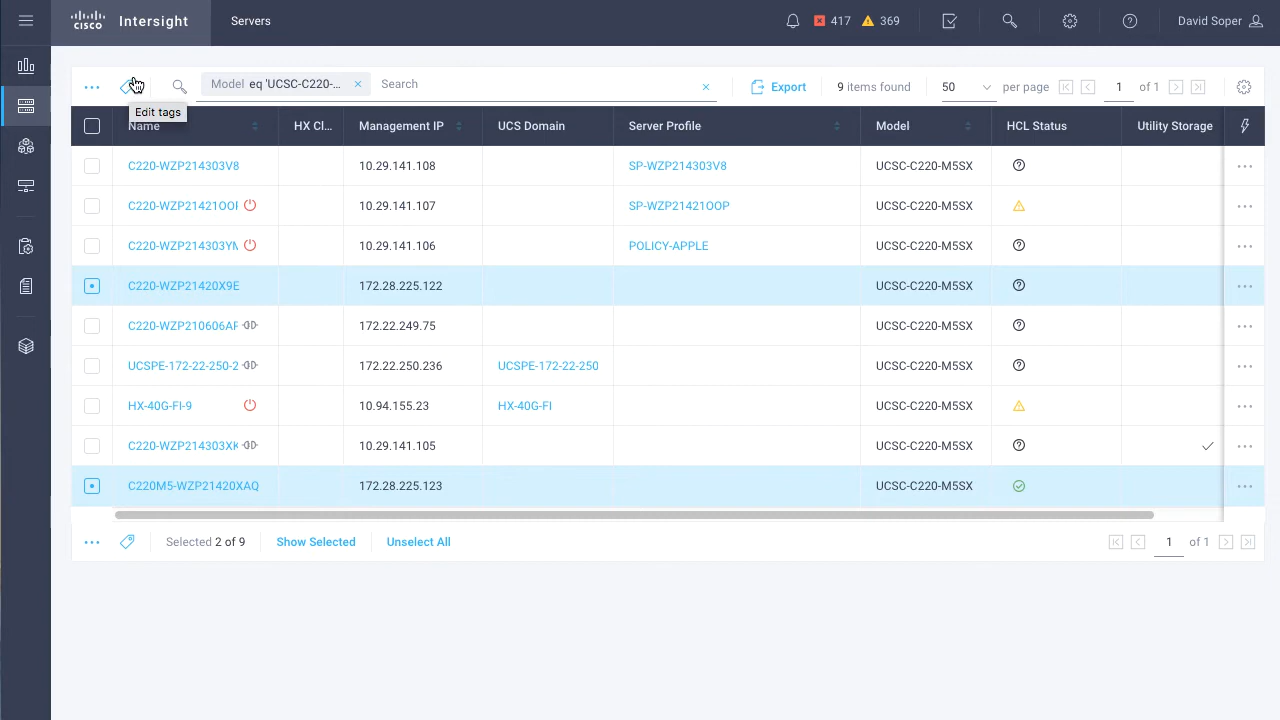 cisco Intersight Servers 417 369 David Soper
Model eq 'UCSC-C220-... Search Export 9 items found 50 per page 1 of 1
Edit tags
Name HX Cl... Management IP UCS Domain Server Profile Model HCL Status Utility Storage
C220-WZP214303V8 10.29.141.108 SP-WZP214303V8 UCSC-C220-M5SX
C220-WZP21421OOP 10.29.141.107 SP-WZP21421OOP UCSC-C220-M5SX
C220-WZP214303YM 10.29.141.106 POLICY-APPLE UCSC-C220-M5SX
C220-WZP21420X9E 172.28.225.122 UCSC-C220-M5SX
172.22.249.75 UCSC-C220-M5SX
UCSPE-172-22-250-2 172.22.250.236 UCSPE-172-22-250 UCSC-C220-M5SX
HX-40G-FI-9 10.94.155.23 HX-40G-FI UCSC-C220-M5SX
C220-WZP214303XK 10.29.141.105 UCSC-C220-M5SX
C220M5-WZP21420XAQ 172.28.225.123 UCSC-C220-M5SX
Selected 2 of 9 Show Selected Unselect All 1 of 1